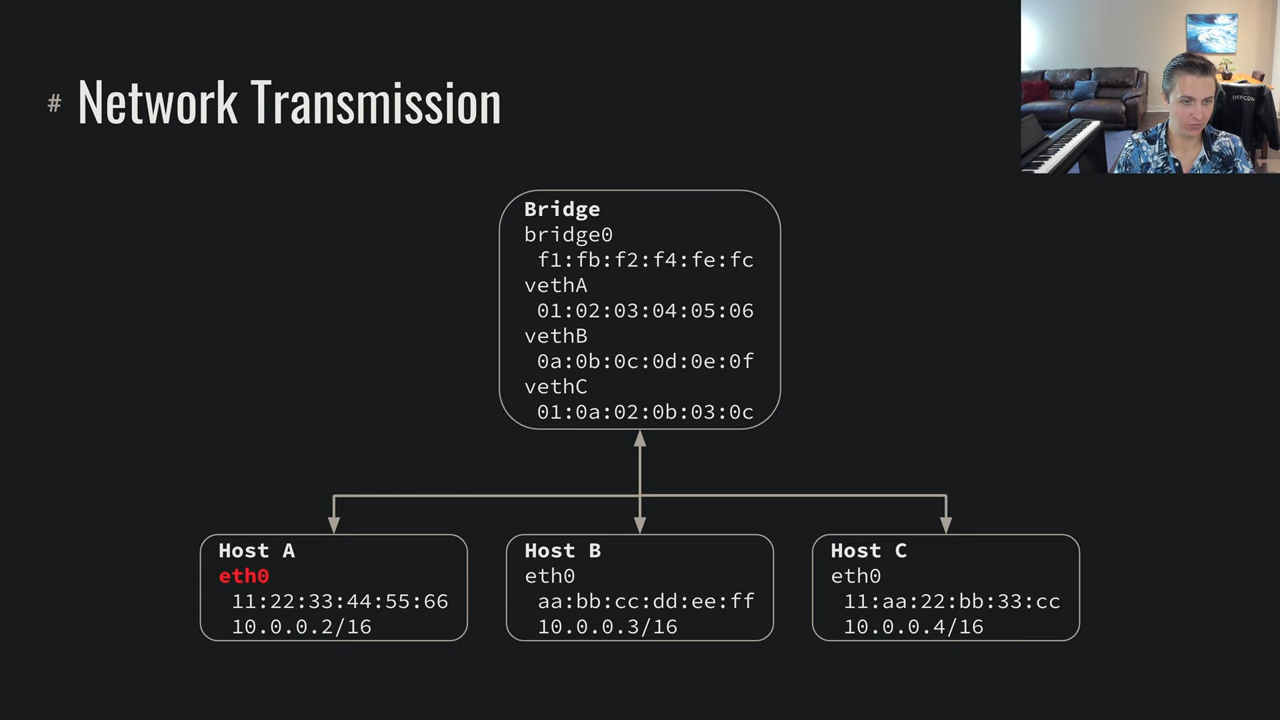 # Network Transmission
DEFCON
Bridge
bridge0
f1:fb:f2:f4:fe:fc
vethA
01:02:03:04:05:06
vethB
0a:0b:0c:0d:0e:0f
vethC
01:0a:02:0b:03:0c
Host A
eth0
11:22:33:44:55:66
10.0.0.2/16
Host B
eth0
aa:bb:cc:dd:ee:ff
10.0.0.3/16
Host C
eth0
11:aa:22:bb:33:cc
10.0.0.4/16